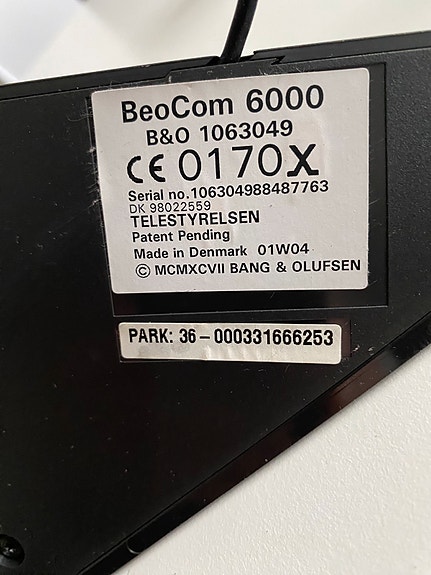 BeoCom 6000
B&O 1063049
CE 0170X
Serial no.106304988487763
DK 98022559
TELESTYRELSEN
Patent Pending
Made in Denmark 01W04
© MCMXCVII BANG & OLUFSEN
PARK: 36-000331666253